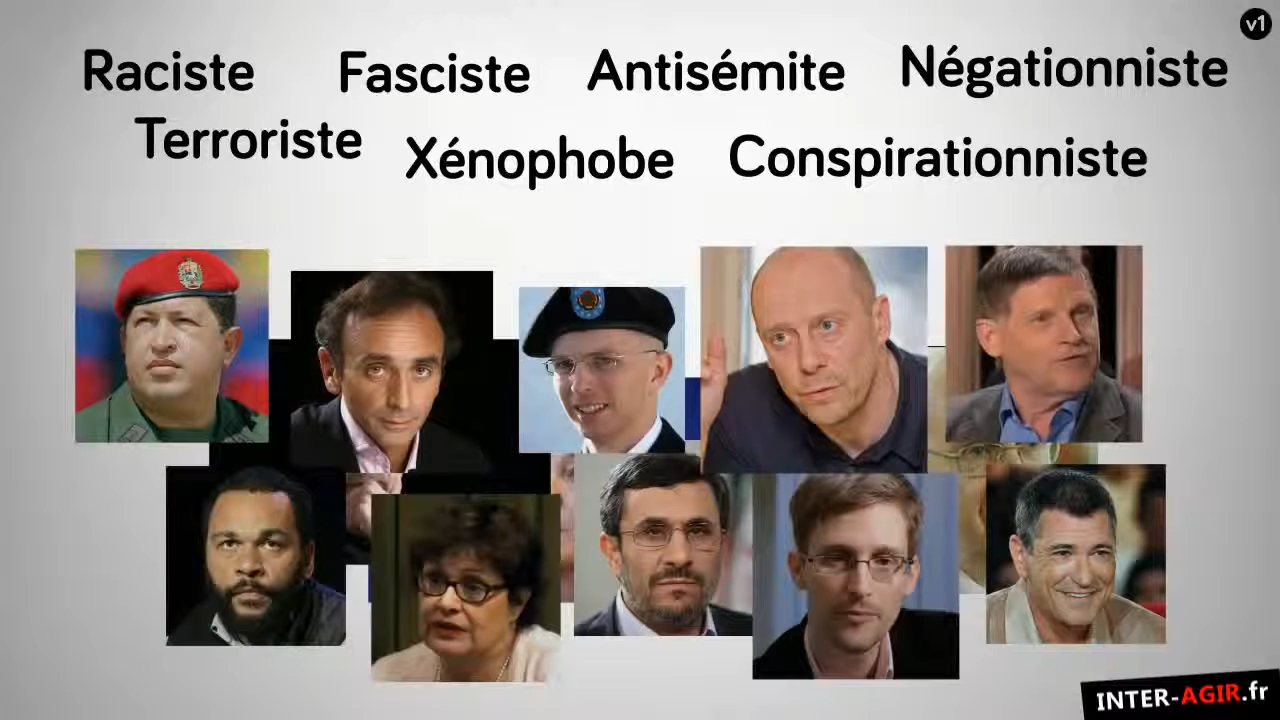 v1
Raciste Fasciste Antisémite Négationniste
Terroriste Xénophobe Conspirationniste
INTER-AGIR.fr